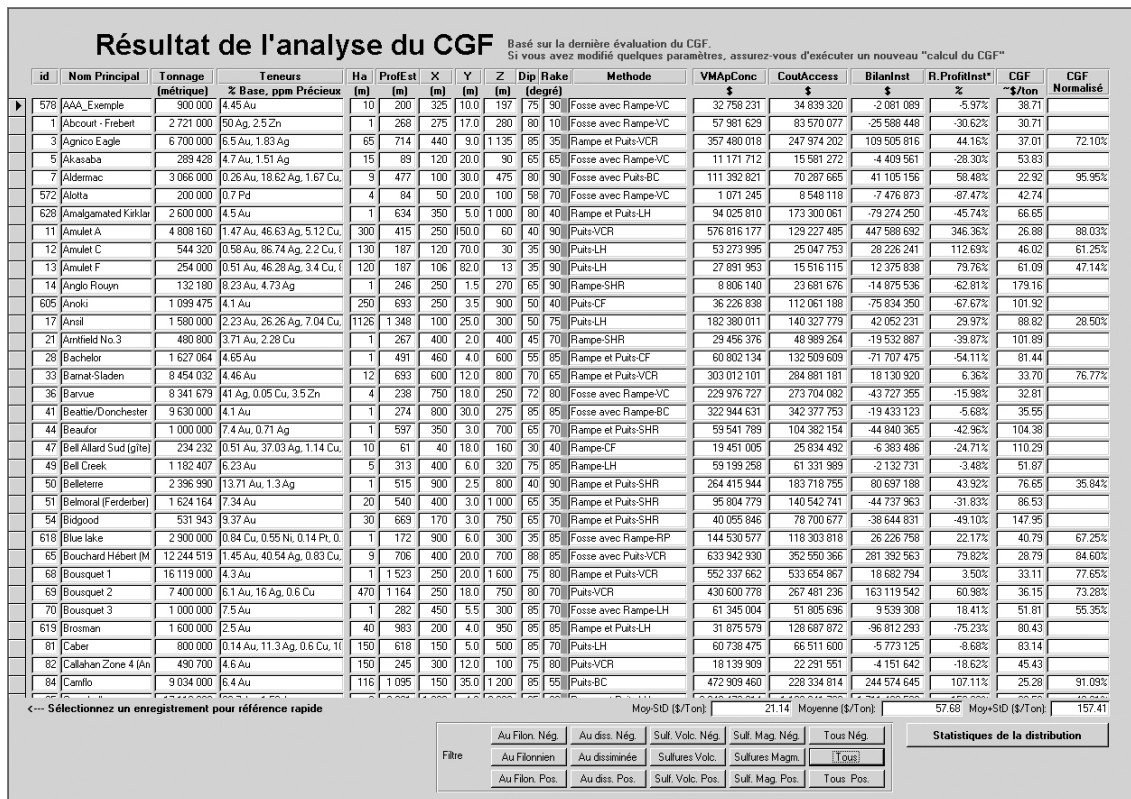 Résultat de l'analyse du CGF
Basé sur la dernière évaluation du CGF.
Si vous avez modifié quelques paramètres, assurez-vous d'exécuter un nouveau "calcul du CGF"
id Nom Principal Tonnage Teneurs Ha ProfEst X Y Z Dip Rake Methode VMApConc CoutAccess BilanInst R.ProfitInst* CGF CGF
(métrique) % Base, ppm Précieux (m) (m) (m) (m) (m) (degré) $ $ $ $ ~$/ton Normalisé
578 AAA_Exemple 900 000 4.45 Au 10 200 325 10.0 197 75 90 Fosse avec Rampe-VC 32 758 231 34 839 320 -2 081 089 -5.97% 38.71
1 Abcourt - Frebert 2 721 000 50 Ag, 2.5 Zn 1 268 275 17.0 280 80 10 Fosse avec Rampe-VC 57 981 629 83 570 077 -25 588 448 -30.62% 30.71
3 Agnico Eagle 6 700 000 6.5 Au, 1.83 Ag 65 714 440 9.0 1 135 85 35 Rampe et Puits-VCR 357 480 018 247 974 202 109 505 816 44.16% 37.01 72.10%
5 Akasaba 289 428 4.7 Au, 1.51 Ag 15 89 120 20.0 90 65 65 Fosse avec Rampe-VC 11 171 712 15 581 272 -4 409 561 -28.30% 53.83
7 Aldermac 3 066 000 0.26 Au, 18.62 Ag, 1.67 Cu, 9 477 100 30.0 475 80 90 Fosse avec Puits-BC 111 392 821 70 287 665 41 105 156 58.48% 22.92 95.95%
572 Alotta 200 000 0.7 Pd 4 84 50 20.0 100 58 70 Fosse avec Rampe-VC 1 071 245 8 548 118 -7 476 873 -87.47% 42.74
628 Amalgamated Kirklar 2 600 000 4.5 Au 1 634 350 5.0 1 000 80 40 Rampe et Puits-LH 94 025 810 173 300 061 -79 274 250 -45.74% 66.65
11 Amulet A 4 808 160 1.47 Au, 46.63 Ag, 5.12 Cu, 300 415 250 150.0 60 40 90 Puits-VCR 576 816 177 129 227 485 447 588 692 346.36% 26.88 88.03%
12 Amulet C 544 320 0.58 Au, 86.74 Ag, 2.2 Cu, 130 187 120 70.0 30 35 90 Puits-LH 53 273 995 25 047 753 28 226 241 112.69% 46.02 61.25%
13 Amulet F 254 000 0.51 Au, 46.28 Ag, 3.4 Cu, 120 187 106 82.0 13 35 90 Puits-LH 27 891 953 15 516 115 12 375 838 79.76% 61.09 47.14%
14 Anglo Rouyn 132 180 8.23 Au, 4.73 Ag 1 246 250 1.5 270 65 90 Rampe-SHR 8 806 140 23 681 676 -14 875 536 -62.81% 179.16
605 Anoki 1 099 475 4.1 Au 250 693 250 3.5 900 50 40 Puits-CF 36 226 838 112 061 188 -75 834 350 -67.67% 101.92
17 Ansil 1 580 000 2.23 Au, 26.26 Ag, 7.04 Cu, 1126 1 348 100 25.0 300 50 75 Puits-LH 182 380 011 140 327 779 42 052 231 29.97% 88.82 28.50%
21 Arntfield No.3 480 800 3.71 Au, 2.28 Cu 1 267 400 2.0 400 45 70 Rampe-SHR 29 456 376 48 989 264 -19 532 887 -39.87% 101.89
28 Bachelor 1 627 064 4.65 Au 1 491 460 4.0 600 55 85 Rampe et Puits-CF 60 802 134 132 509 609 -71 707 475 -54.11% 81.44
33 Barnat-Sladen 8 454 032 4.46 Au 12 693 600 12.0 800 70 65 Rampe et Puits-VCR 303 012 101 284 881 181 18 130 920 6.36% 33.70 76.77%
36 Barvue 8 341 679 41 Ag, 0.05 Cu, 3.5 Zn 4 238 750 18.0 250 72 80 Fosse avec Rampe-VC 229 976 727 273 704 082 -43 727 355 -15.98% 32.81
41 Beattie/Donchester 9 630 000 4.1 Au 1 274 800 30.0 275 85 85 Fosse avec Rampe-BC 322 944 631 342 377 753 -19 433 123 -5.68% 35.55
44 Beaufor 1 000 000 7.4 Au, 0.71 Ag 1 597 350 3.0 700 65 70 Rampe et Puits-SHR 59 541 789 104 382 154 -44 840 365 -42.96% 104.38
47 Bell Allard Sud (gîte) 234 232 0.51 Au, 37.03 Ag, 1.14 Cu, 10 61 40 18.0 160 30 40 Rampe-CF 19 451 005 25 834 492 -6 383 486 -24.71% 110.29
49 Bell Creek 1 182 407 6.23 Au 5 313 400 6.0 320 75 85 Rampe-LH 59 199 258 61 331 989 -2 132 731 -3.48% 51.87
50 Belleterre 2 396 990 13.71 Au, 1.3 Ag 1 515 900 2.5 800 40 90 Rampe et Puits-SHR 264 415 944 183 718 755 80 697 188 43.92% 76.65 35.84%
51 Belmoral (Ferderber) 1 624 164 7.34 Au 20 540 400 3.0 1 000 65 35 Rampe et Puits-SHR 95 804 779 140 542 741 -44 737 963 -31.83% 86.53
54 Bidgood 531 943 9.37 Au 30 669 170 3.0 750 65 70 Rampe et Puits-SHR 40 055 846 78 700 677 -38 644 831 -49.10% 147.95
618 Blue lake 2 900 000 0.84 Cu, 0.55 Ni, 0.14 Pt, 0. 1 172 900 6.0 300 35 85 Fosse avec Rampe-RP 144 530 577 118 303 818 26 226 758 22.17% 40.79 67.25%
65 Bouchard Hébert (M 12 244 519 1.45 Au, 40.54 Ag, 0.83 Cu, 9 706 400 20.0 700 88 85 Fosse avec Puits-VCR 633 942 930 352 550 366 281 392 563 79.82% 28.79 84.60%
68 Bousquet 1 16 119 000 4.3 Au 1 1 523 250 20.0 1 600 75 80 Rampe et Puits-VCR 552 337 662 533 654 867 18 682 794 3.50% 33.11 77.65%
69 Bousquet 2 7 400 000 6.1 Au, 16 Ag, 0.6 Cu 470 1 164 250 18.0 750 80 70 Puits-VCR 430 600 778 267 481 236 163 119 542 60.98% 36.15 73.28%
70 Bousquet 3 1 000 000 7.5 Au 1 282 450 5.5 300 85 70 Fosse avec Rampe-LH 61 345 004 51 805 696 9 539 308 18.41% 51.81 55.35%
619 Brosman 1 600 000 2.5 Au 40 983 200 4.0 950 85 85 Rampe et Puits-LH 31 875 579 128 687 872 -96 812 293 -75.23% 80.43
81 Caber 800 000 0.14 Au, 11.3 Ag, 0.6 Cu, 150 618 150 5.0 500 85 70 Puits-LH 60 738 475 66 511 600 -5 773 125 -8.68% 83.14
82 Callahan Zone 4 (An 490 700 4.6 Au 150 245 300 12.0 100 75 80 Puits-VCR 18 139 909 22 291 551 -4 151 642 -18.62% 45.43
84 Camflo 9 034 000 6.4 Au 116 1 095 150 35.0 1 200 85 55 Puits-BC 472 909 460 228 334 814 244 574 645 107.11% 25.28 91.09%
<--- Sélectionnez un enregistrement pour référence rapide Moy-StD ($/Ton): 21.14 Moyenne ($/Ton): 57.68 Moy+StD ($/Ton): 157.41
Au Filon. Nég. Au diss. Nég. Sulf. Volc. Nég. Sulf. Mag. Nég. Tous Nég. Statistiques de la distribution
Filtre Au Filonnien Au disséminée Sulfures Volc. Sulfures Magm. Tous
Au Filon. Pos. Au diss. Pos. Sulf. Volc. Pos. Sulf. Mag. Pos. Tous Pos.